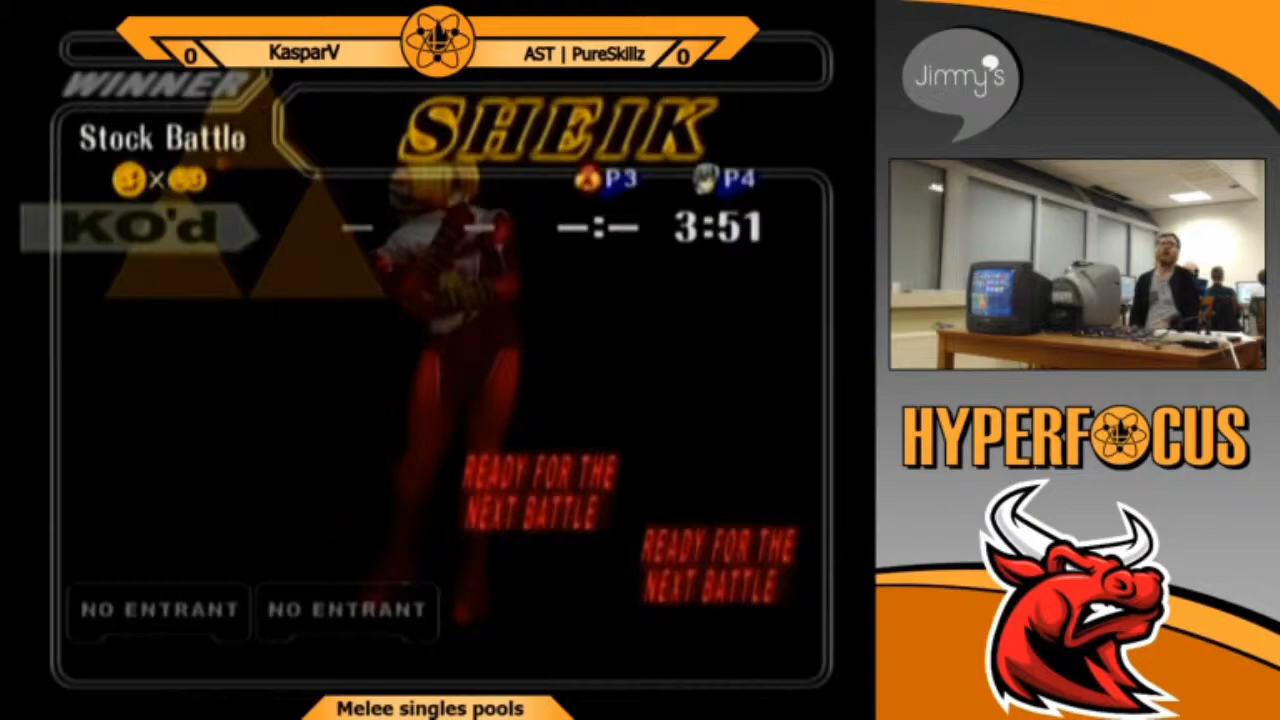 0 KasparV AST | PureSkillz 0
WINNER
SHEIK
Stock Battle
P3 P4
KO'd
– – –:– 3:51
READY FOR THE
NEXT BATTLE
READY FOR THE
NEXT BATTLE
NO ENTRANT NO ENTRANT
Melee singles pools
Jimmy's
HYPERFOCUS